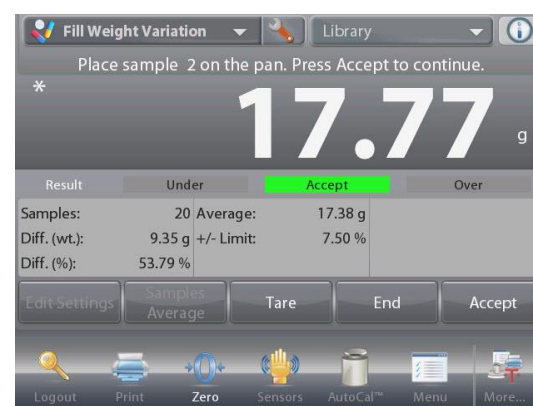 Fill Weight Variation Library
Place sample 2 on the pan. Press Accept to continue.
* 17.77 g
Result Under Accept Over
Samples: 20 Average: 17.38 g
Diff. (wt.): 9.35 g +/- Limit: 7.50 %
Diff. (%): 53.79 %
Edit Settings Samples Average Tare End Accept
Logout Print Zero Sensors AutoCal™ Menu More...